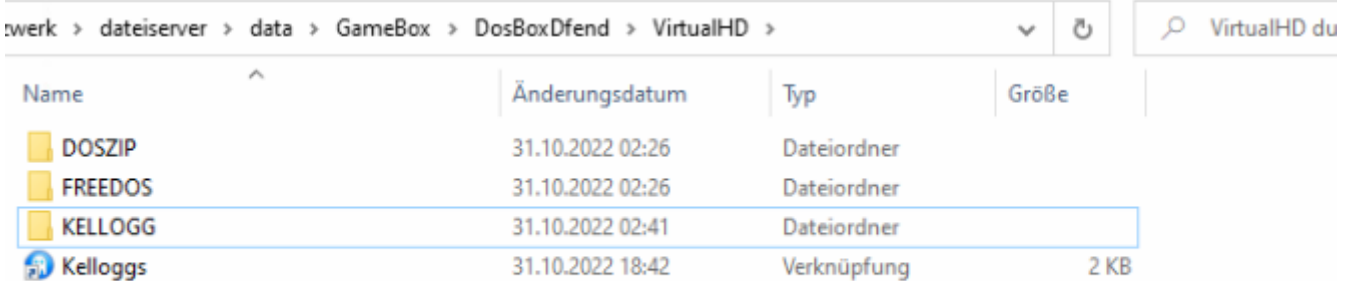 zwerk > dateiserver > data > GameBox > DosBoxDfend > VirtualHD > VirtualHD du
Name Änderungsdatum Typ Größe
DOSZIP 31.10.2022 02:26 Dateiordner
FREEDOS 31.10.2022 02:26 Dateiordner
KELLOGG 31.10.2022 02:41 Dateiordner
Kelloggs 31.10.2022 18:42 Verknüpfung 2 KB